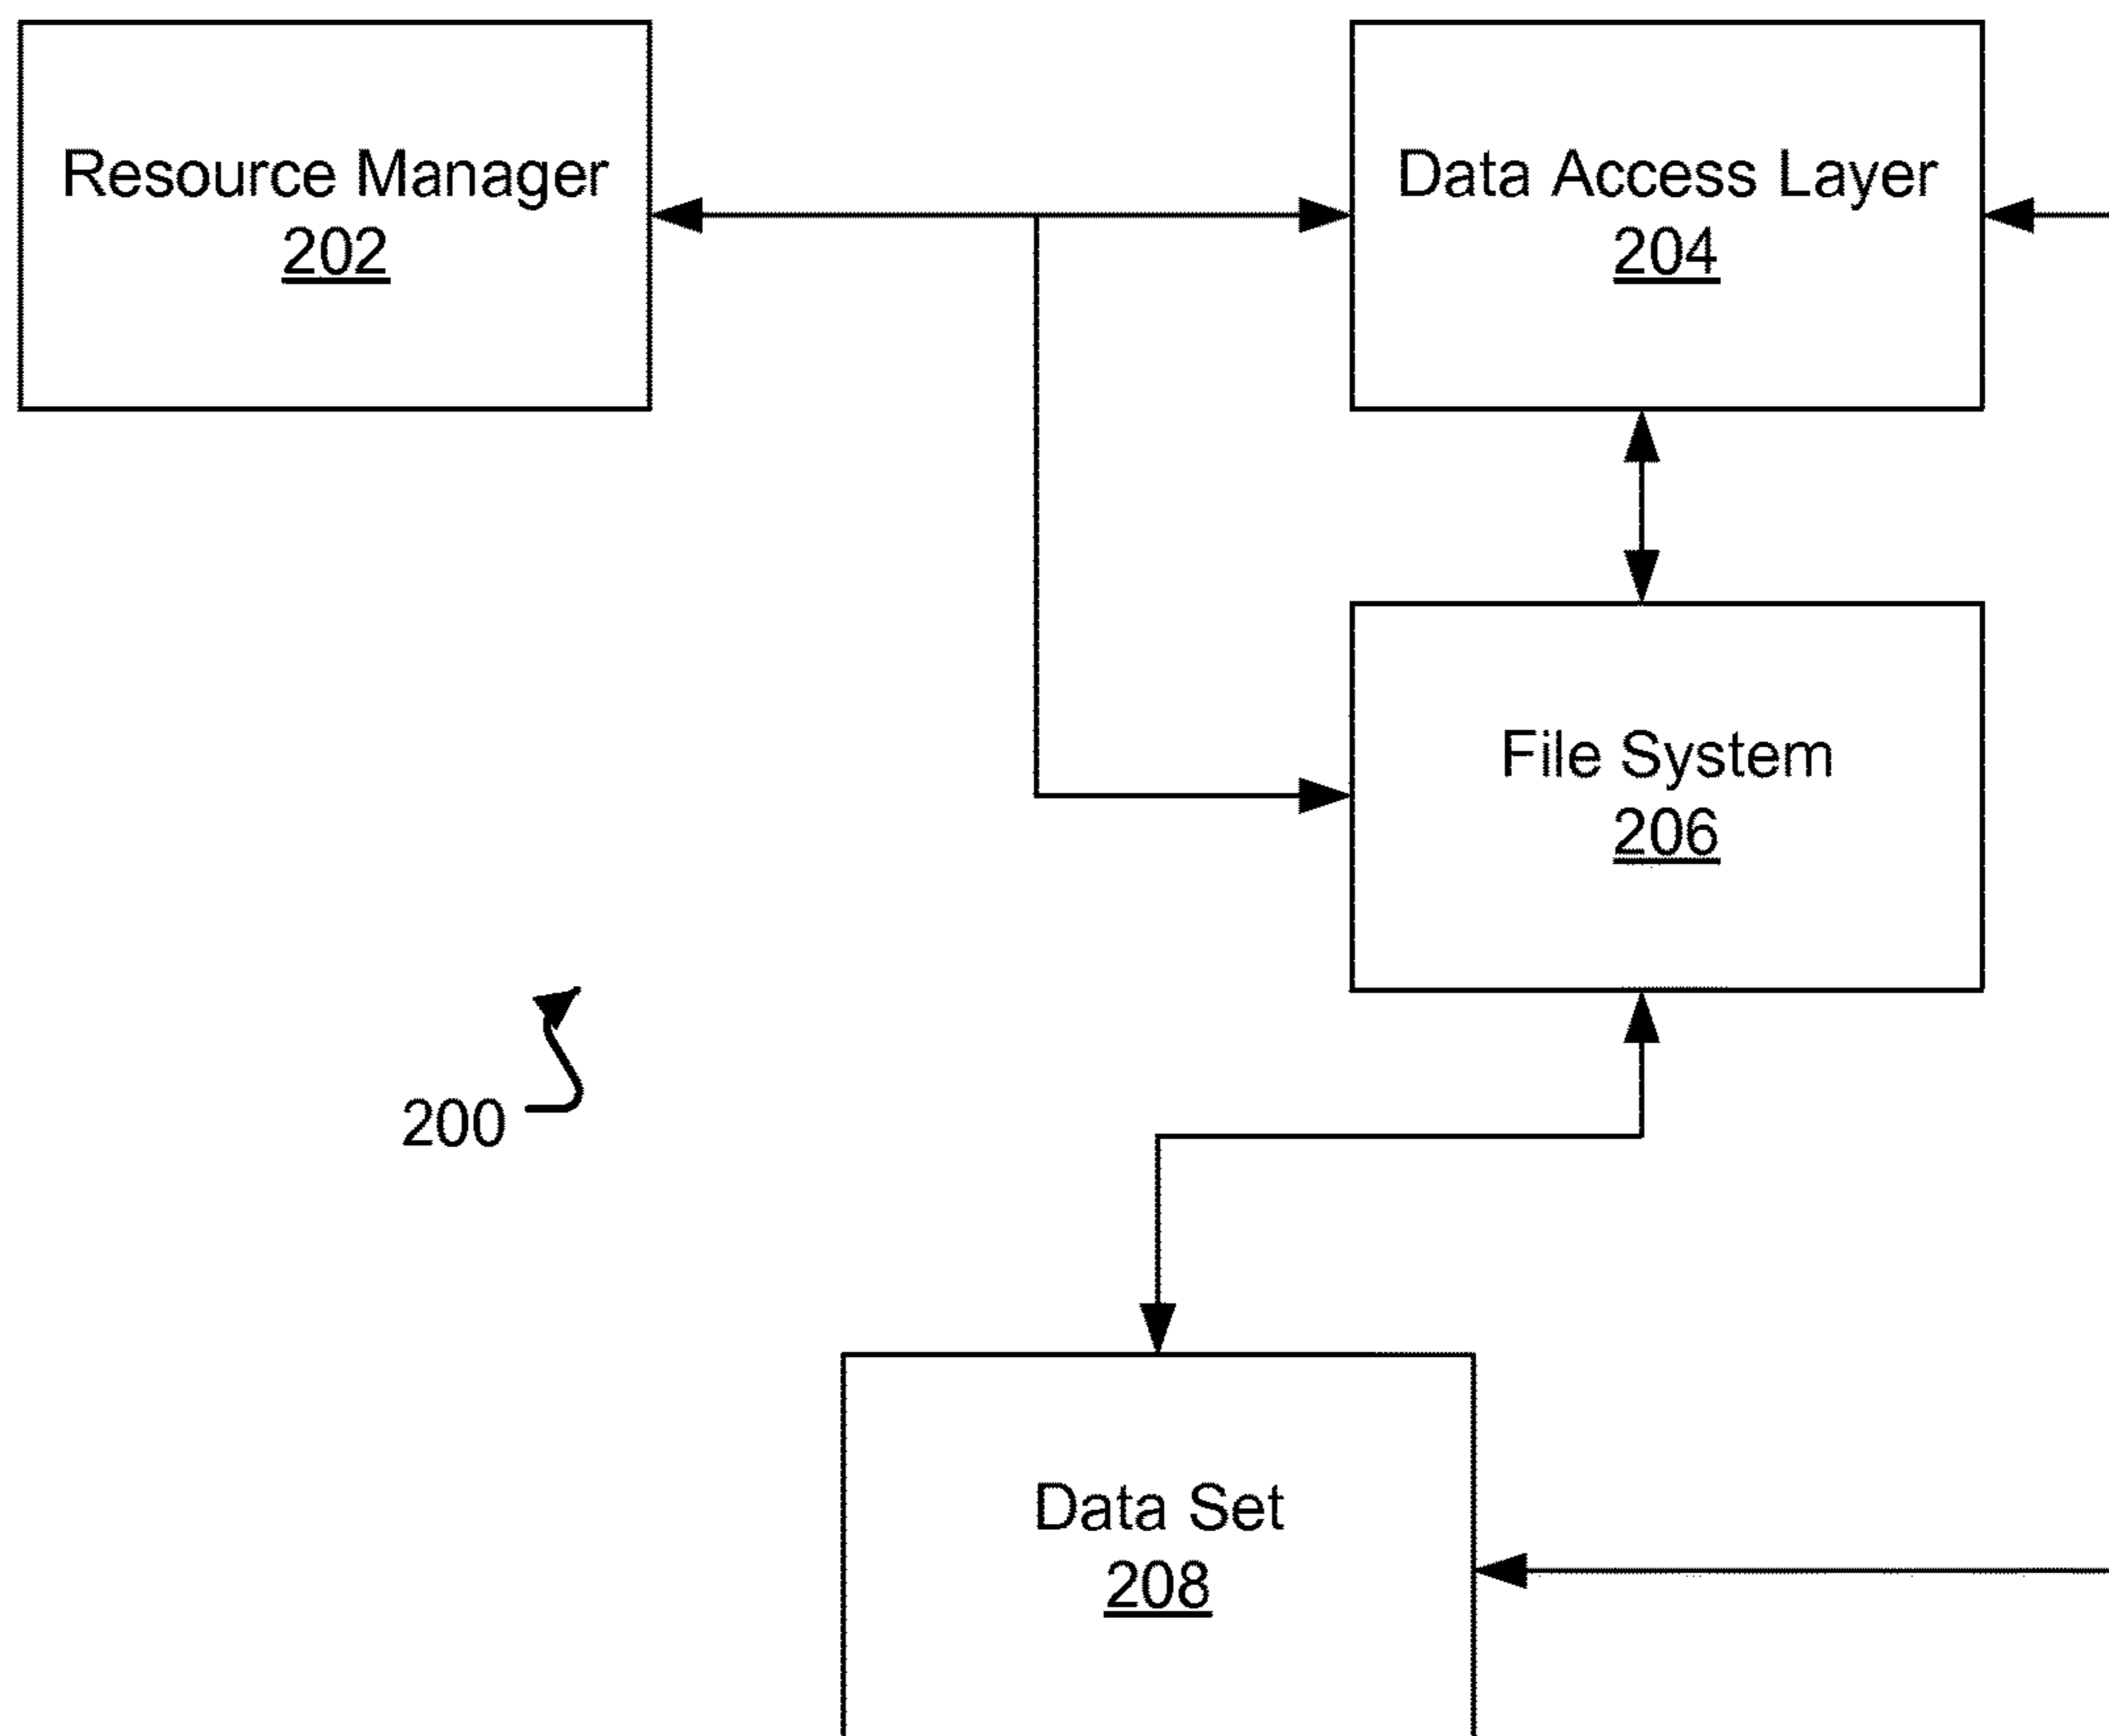 Resource Manager
202
Data Access Layer
204
File System
206
200
Data Set
208